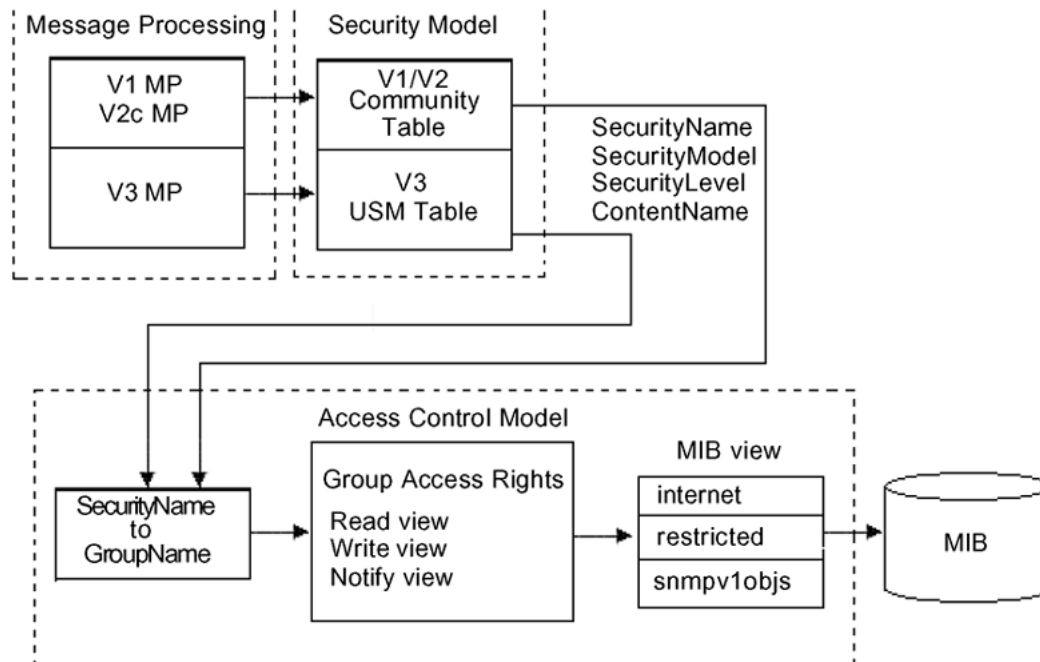 Message Processing
V1 MP
V2c MP
V3 MP
Security Model
V1/V2
Community
Table
V3
USM Table
SecurityName
SecurityModel
SecurityLevel
ContentName
Access Control Model
SecurityName
to
GroupName
Group Access Rights
Read view
Write view
Notify view
MIB view
internet
restricted
snmpv1objs
MIB